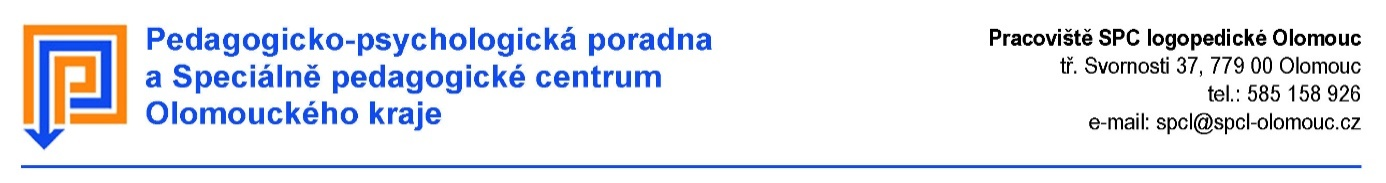 Pedagogicko-psychologická poradna
a Speciálně pedagogické centrum
Olomouckého kraje
Pracoviště SPC logopedické Olomouc
tř. Svornosti 37, 779 00 Olomouc
tel.: 585 158 926
e-mail: spcl@spcl-olomouc.cz